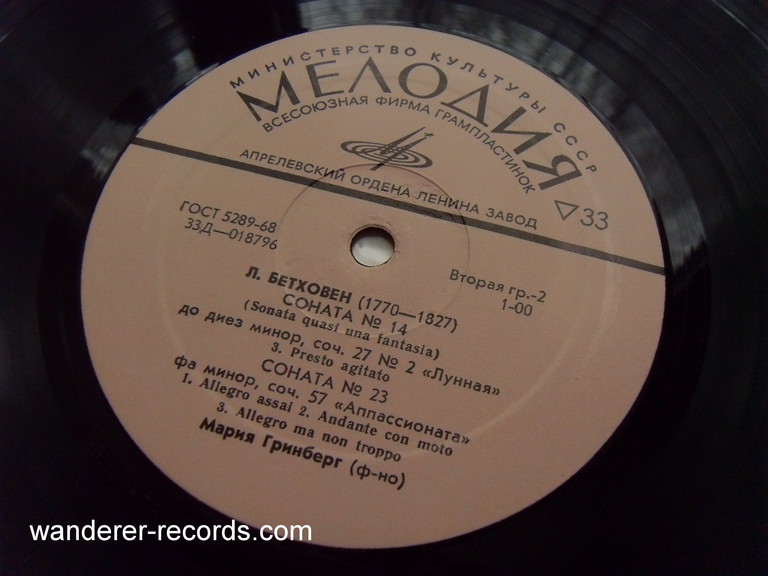 МИНИСТЕРСТВО КУЛЬТУРЫ СССР
МЕЛОДИЯ
ВСЕСОЮЗНАЯ ФИРМА ГРАМПЛАСТИНОК
АПРЕЛЕВСКИЙ ОРДЕНА ЛЕНИНА ЗАВОД
33
ГОСТ 5289-68
33Д—018796
Вторая гр.-2
1-00
Л. БЕТХОВЕН (1770—1827)
СОНАТА № 14
(Sonata quasi una fantasia)
до диез минор, соч. 27 № 2 «Лунная»
3. Presto agitato
СОНАТА № 23
фа минор, соч. 57 «Аппассионата»
1. Allegro assai 2. Andante con moto
3. Allegro ma non troppo
Мария Гринберг (ф-но)
wanderer-records.com